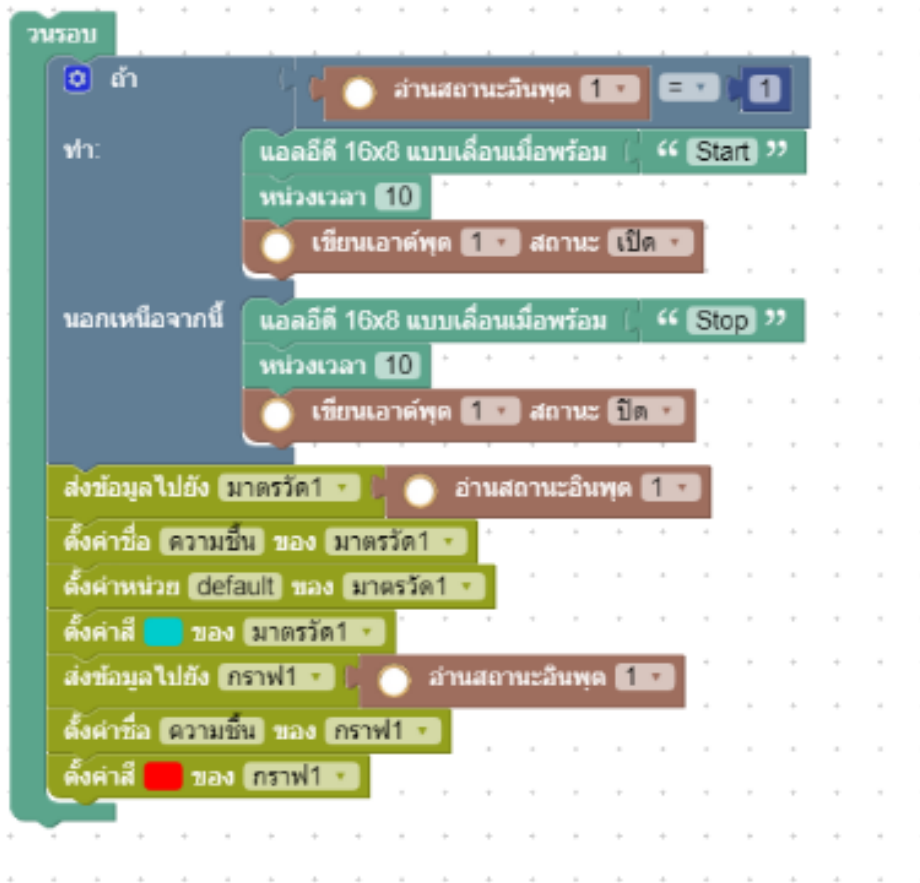 วนรอบ
ถ้า อ่านสถานะอินพุต 1 = 1
ทำ: แอลอีดี 16x8 แบบเลื่อนเมื่อพร้อม “ Start ”
หน่วงเวลา 10
เขียนเอาต์พุต 1 สถานะ เปิด
นอกเหนือจากนี้ แอลอีดี 16x8 แบบเลื่อนเมื่อพร้อม “ Stop ”
หน่วงเวลา 10
เขียนเอาต์พุต 1 สถานะ ปิด
ส่งข้อมูลไปยัง มาตรวัด1 อ่านสถานะอินพุต 1
ตั้งค่าชื่อ ความชื้น ของ มาตรวัด1
ตั้งค่าหน่วย default ของ มาตรวัด1
ตั้งค่าสี ของ มาตรวัด1
ส่งข้อมูลไปยัง กราฟ1 อ่านสถานะอินพุต 1
ตั้งค่าชื่อ ความชื้น ของ กราฟ1
ตั้งค่าสี ของ กราฟ1